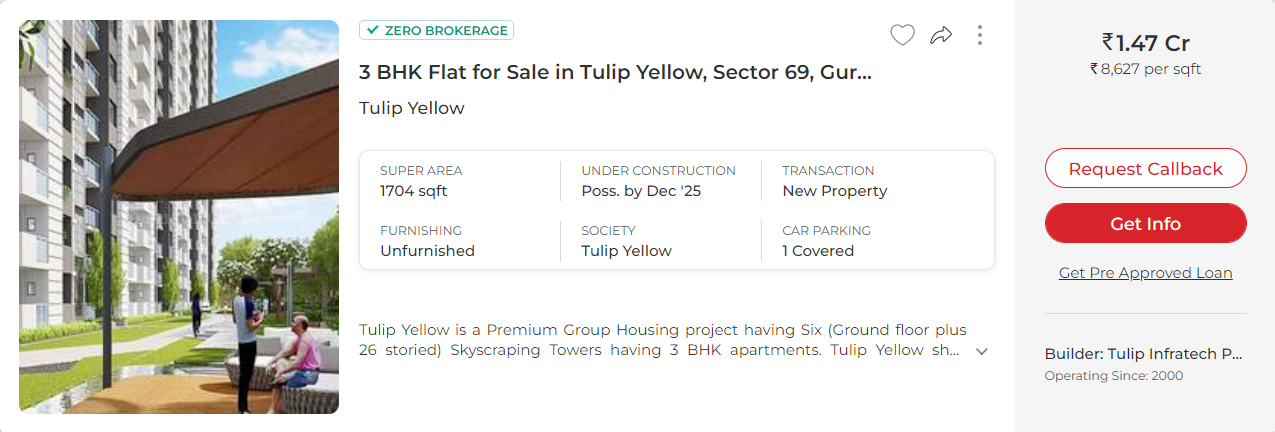 ZERO BROKERAGE
3 BHK Flat for Sale in Tulip Yellow, Sector 69, Gur...
Tulip Yellow
SUPER AREA
1704 sqft
UNDER CONSTRUCTION
Poss. by Dec '25
TRANSACTION
New Property
FURNISHING
Unfurnished
SOCIETY
Tulip Yellow
CAR PARKING
1 Covered
Tulip Yellow is a Premium Group Housing project having Six (Ground floor plus
26 storied) Skyscraping Towers having 3 BHK apartments. Tulip Yellow sh...
₹1.47 Cr
₹8,627 per sqft
Request Callback
Get Info
Get Pre Approved Loan
Builder: Tulip Infratech P...
Operating Since: 2000